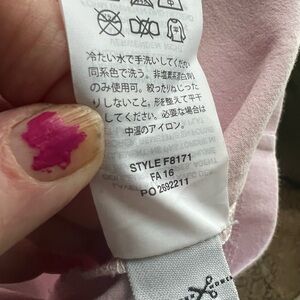 冷たい水で手洗いしてください
同系色で洗う。非塩素系漂白剤
のみ使用可。絞ったりねじった
りしないこと。形を整えて平干
してください。必要な場合は
中温のアイロン。
STYLE F8171
FA 16
PO 2692211